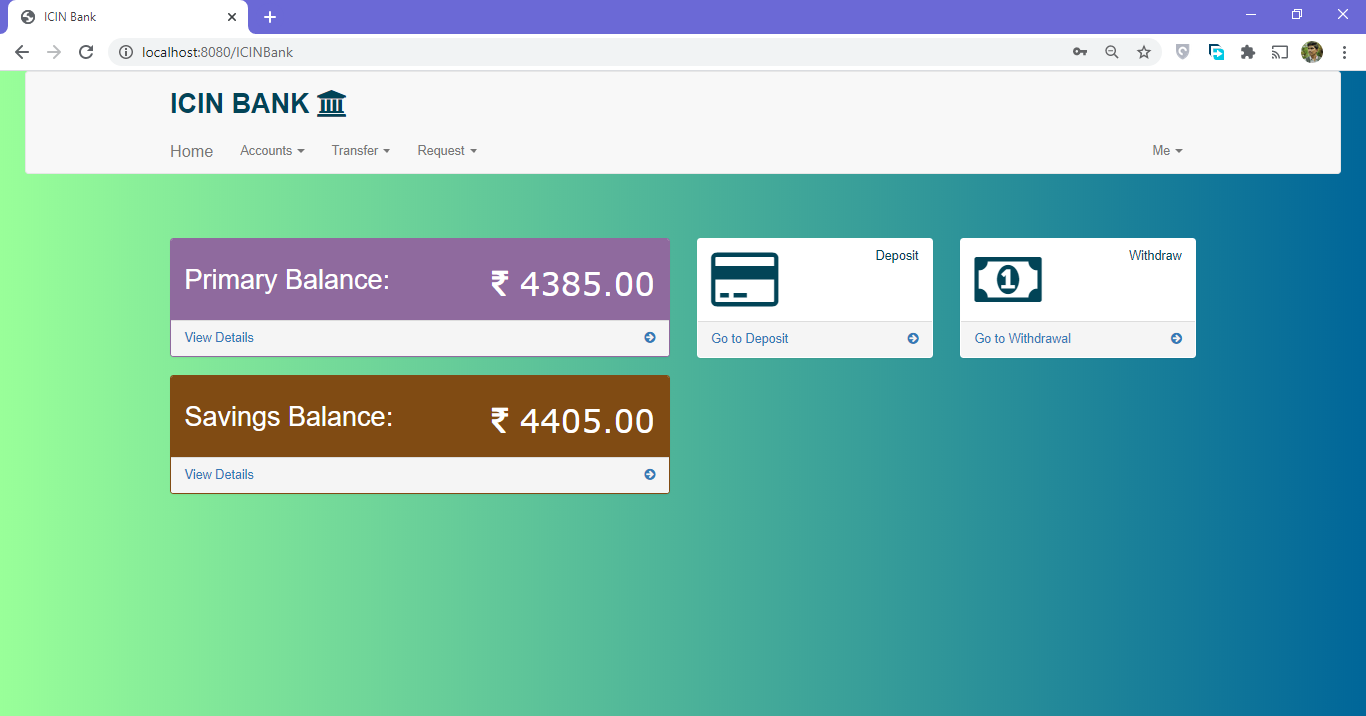 ICIN Bank
localhost:8080/ICINBank
ICIN BANK
Home Accounts Transfer Request Me
Primary Balance: ₹ 4385.00
View Details
Deposit
Go to Deposit
1
Withdraw
Go to Withdrawal
Savings Balance: ₹ 4405.00
View Details